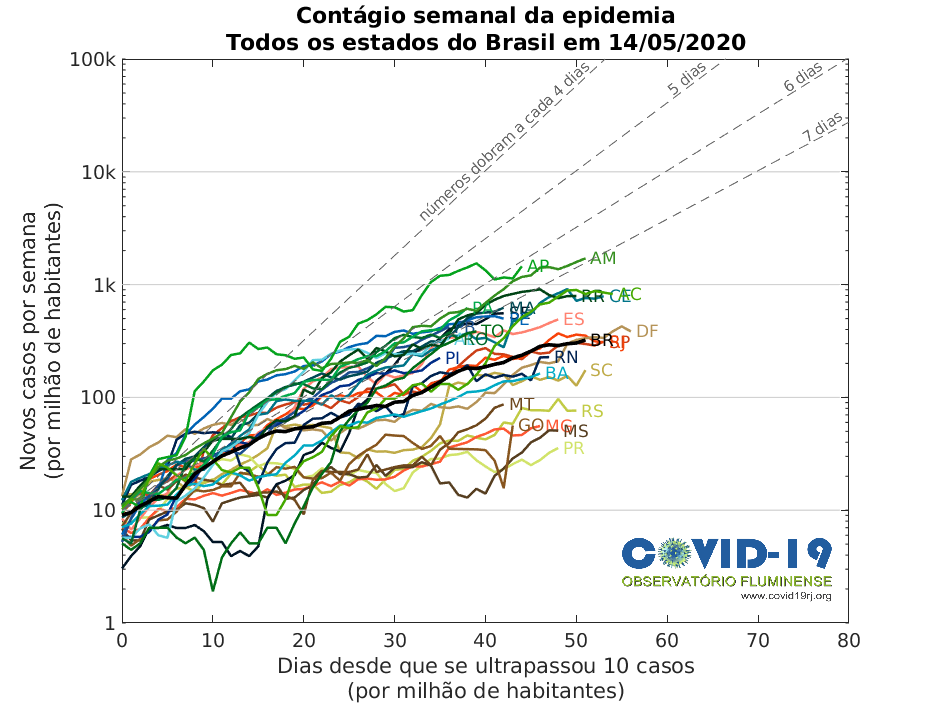 Contágio semanal da epidemia
Todos os estados do Brasil em 14/05/2020
Novos casos por semana
(por milhão de habitantes)
100k
10k
1k
100
10
1
números dobram a cada 4 dias
5 dias
6 dias
7 dias
AP
AM
PA
MA
SE
RR
CE
AC
ES
DF
TO
RO
BR
SP
RJ
PI
RN
BA
SC
MT
RS
GO
MG
MS
PR
COVID-19
OBSERVATÓRIO FLUMINENSE
www.covid19rj.org
0 10 20 30 40 50 60 70 80
Dias desde que se ultrapassou 10 casos
(por milhão de habitantes)